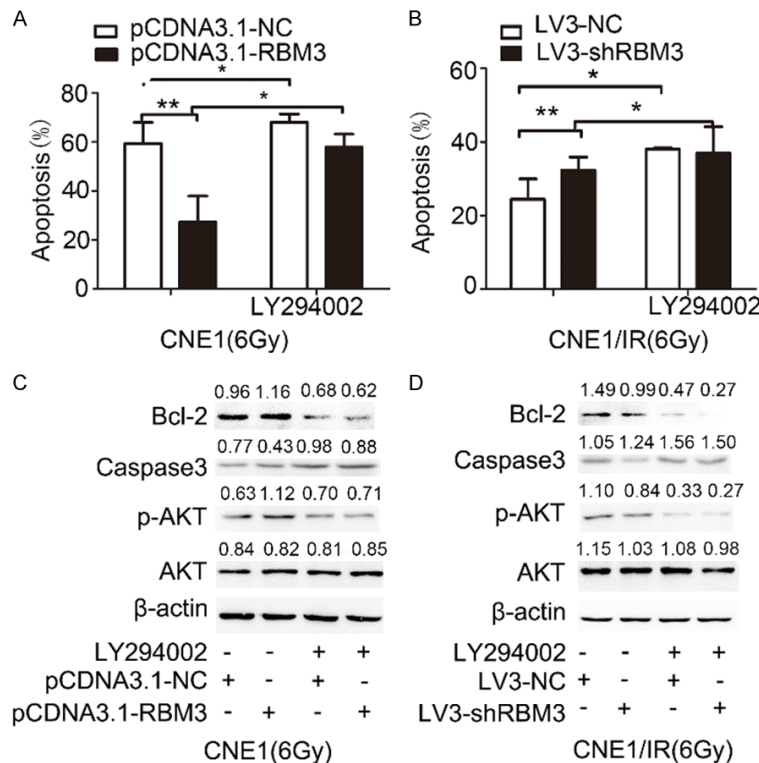 A
pCDNA3.1-NC
pCDNA3.1-RBM3
Apoptosis (%)
80
60
40
20
0
*
**
*
LY294002
CNE1(6Gy)
B
LV3-NC
LV3-shRBM3
Apoptosis (%)
60
40
20
0
*
**
*
LY294002
CNE1/IR(6Gy)
C
0.96 1.16 0.68 0.62
Bcl-2
0.77 0.43 0.98 0.88
Caspase3
0.63 1.12 0.70 0.71
p-AKT
0.84 0.82 0.81 0.85
AKT
β-actin
LY294002 - - + +
pCDNA3.1-NC + - + -
pCDNA3.1-RBM3 - + - +
CNE1(6Gy)
D
1.49 0.99 0.47 0.27
Bcl-2
1.05 1.24 1.56 1.50
Caspase3
1.10 0.84 0.33 0.27
p-AKT
1.15 1.03 1.08 0.98
AKT
β-actin
LY294002 - - + +
LV3-NC + - + -
LV3-shRBM3 - + - +
CNE1/IR(6Gy)